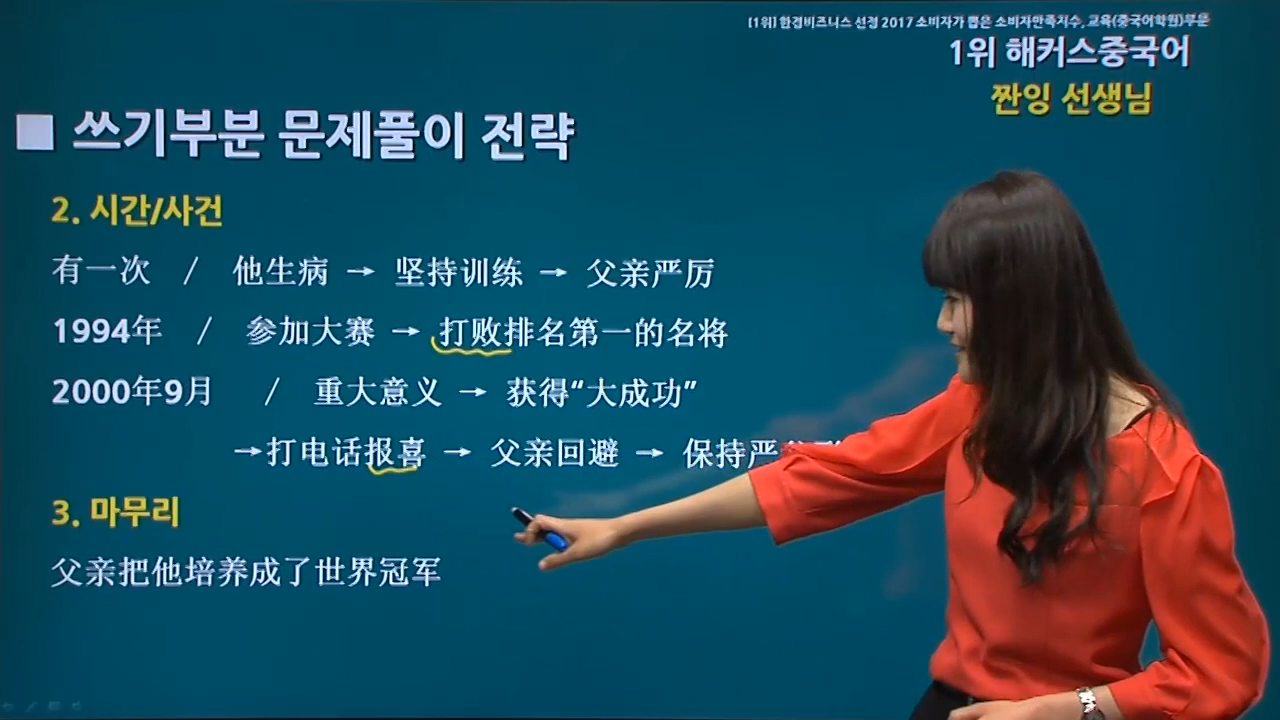 [1위] 한경비즈니스 선정 2017 소비자가 뽑은 소비자만족지수, 교육(중국어학원)부문
1위 해커스중국어
짠잉 선생님
■ 쓰기부분 문제풀이 전략
2. 시간/사건
有一次 / 他生病 → 坚持训练 → 父亲严厉
1994年 / 参加大赛 → 打败排名第一的名将
2000年9月 / 重大意义 → 获得“大成功”
→打电话报喜 → 父亲回避 → 保持严
3. 마무리
父亲把他培养成了世界冠军